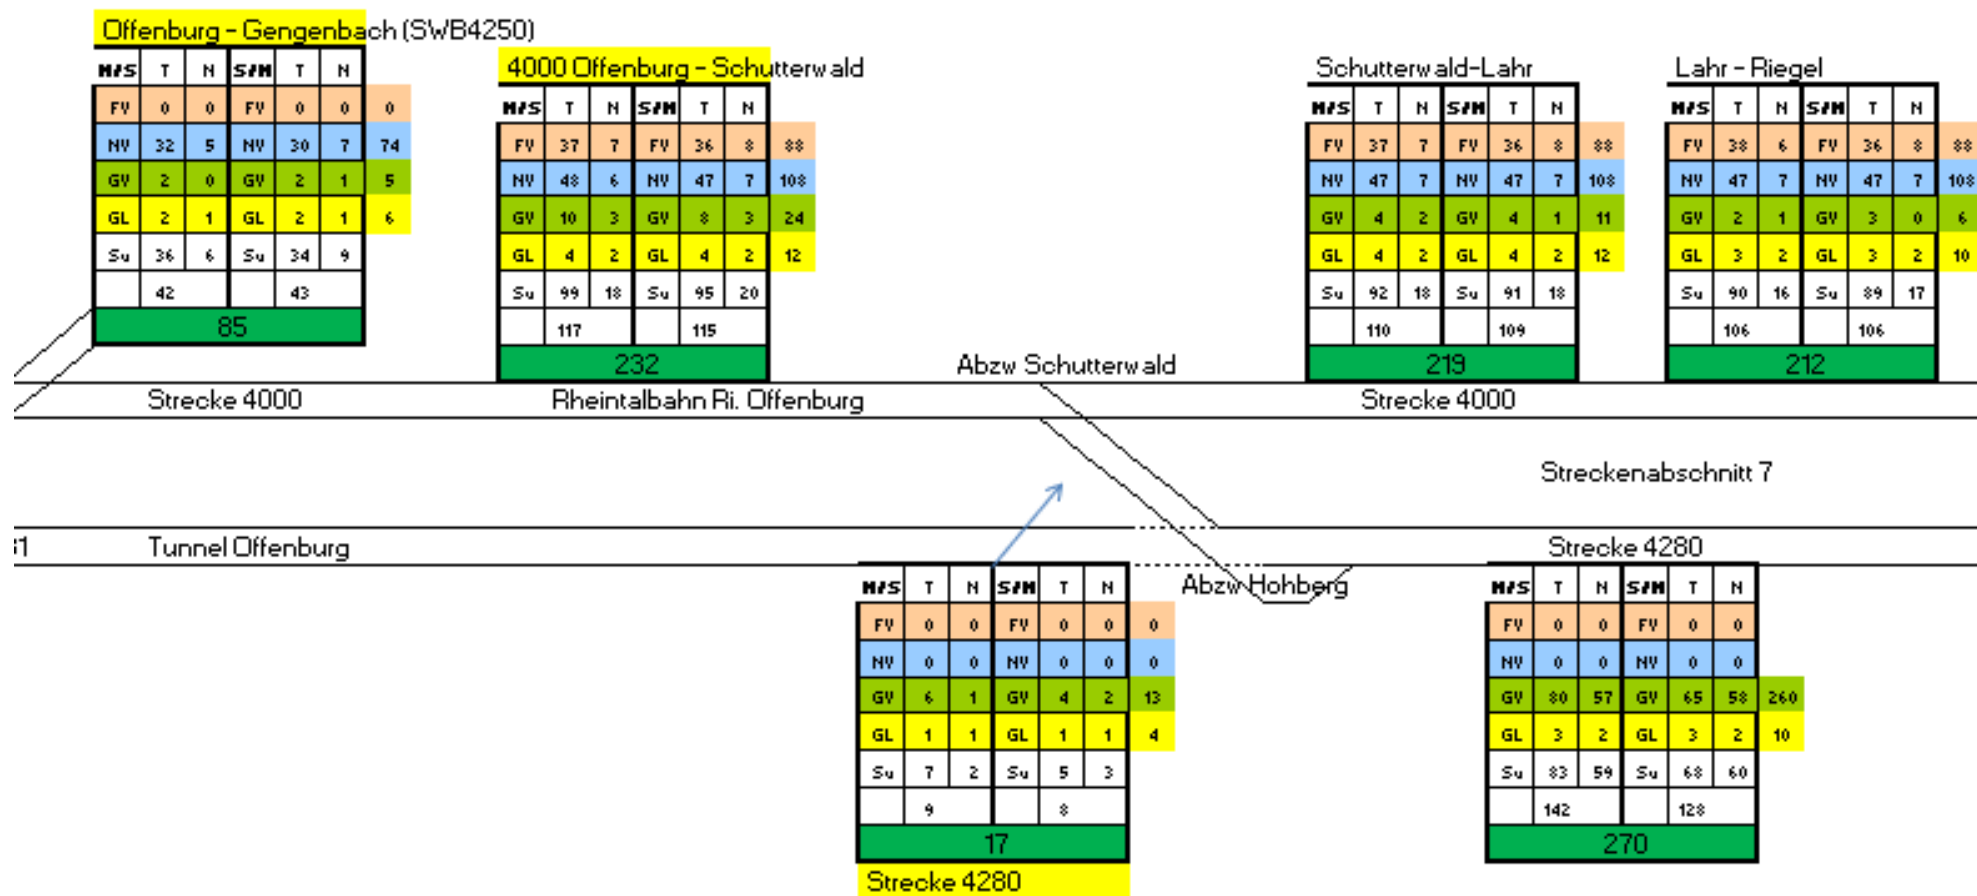 Offenburg - Gengenbach (SWB4250)
N/S T N S/N T N
FV 0 0 FV 0 0 0
NV 32 5 NV 30 7 74
GV 2 0 GV 2 1 5
GL 2 1 GL 2 1 6
Su 36 6 Su 34 9
42 43
85
4000 Offenburg - Schutterwald
N/S T N S/N T N
FV 37 7 FV 36 8 88
NV 48 6 NV 47 7 108
GV 10 3 GV 8 3 24
GL 4 2 GL 4 2 12
Su 99 18 Su 95 20
117 115
232
Schutterwald-Lahr
N/S T N S/N T N
FV 37 7 FV 36 8 88
NV 47 7 NV 47 7 108
GV 4 2 GV 4 1 11
GL 4 2 GL 4 2 12
Su 92 18 Su 91 18
110 109
219
Lahr - Riegel
N/S T N S/N T N
FV 38 6 FV 36 8 88
NV 47 7 NV 47 7 108
GV 2 1 GV 3 0 6
GL 3 2 GL 3 2 10
Su 90 16 Su 89 17
106 106
212
Abzw Schutterwald
Strecke 4000
Rheintalbahn Ri. Offenburg
Strecke 4000
Streckenabschnitt 7
Tunnel Offenburg
Strecke 4280
Abzw Hohberg
N/S T N S/N T N
FV 0 0 FV 0 0 0
NV 0 0 NV 0 0 0
GV 6 1 GV 4 2 13
GL 1 1 GL 1 1 4
Su 7 2 Su 5 3
9 8
17
Strecke 4280
N/S T N S/N T N
FV 0 0 FV 0 0
NV 0 0 NV 0 0
GV 80 57 GV 65 58 260
GL 3 2 GL 3 2 10
Su 83 59 Su 68 60
142 128
270